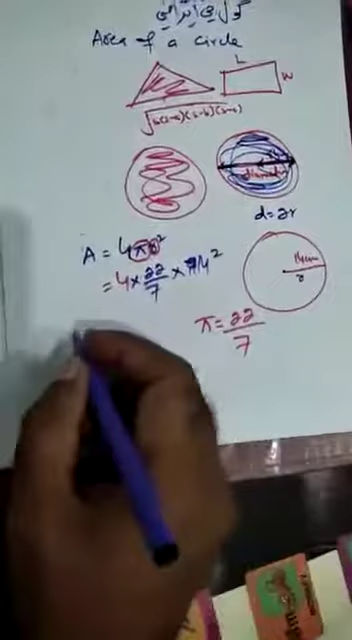 Area of a circle
L
W
√s(s-a)(s-b)(s-c)
diameter
d=2r
A = 4πr²
= 4 × 22/7 × 14²
14cm
r
π = 22/7